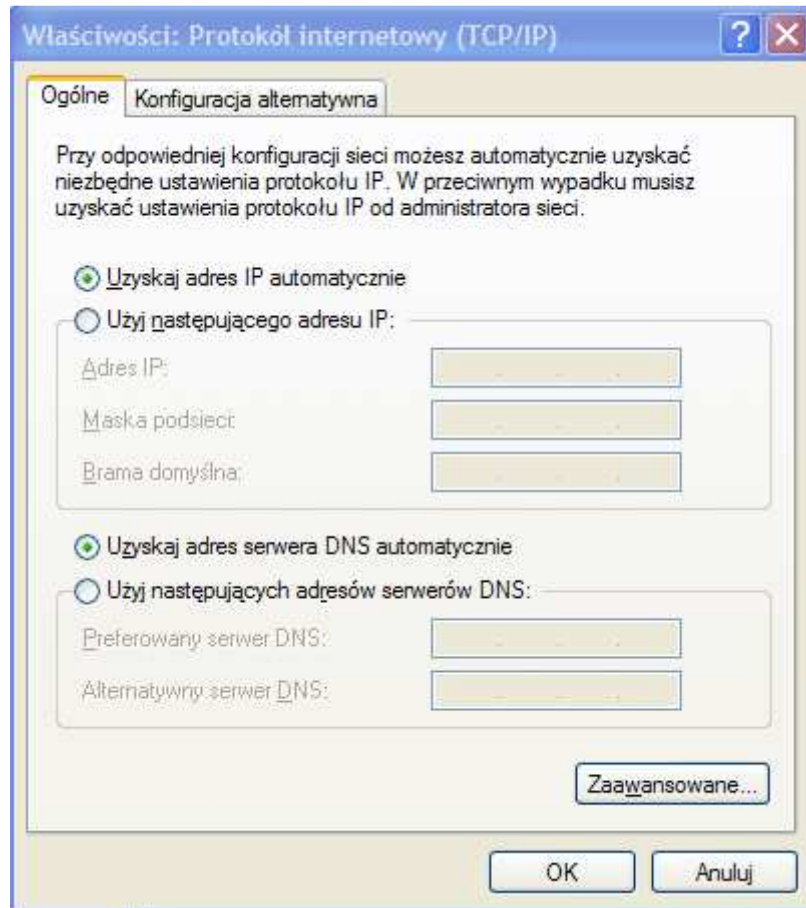 Właściwości: Protokół internetowy (TCP/IP)
Ogólne
Konfiguracja alternatywna
Przy odpowiedniej konfiguracji sieci możesz automatycznie uzyskać
niezbędne ustawienia protokołu IP. W przeciwnym wypadku musisz
uzyskać ustawienia protokołu IP od administratora sieci.
Uzyskaj adres IP automatycznie
Użyj następującego adresu IP:
Adres IP:
Maska podsieci:
Brama domyślna:
Uzyskaj adres serwera DNS automatycznie
Użyj następujących adresów serwerów DNS:
Preferowany serwer DNS:
Alternatywny serwer DNS:
Zaawansowane...
OK
Anuluj